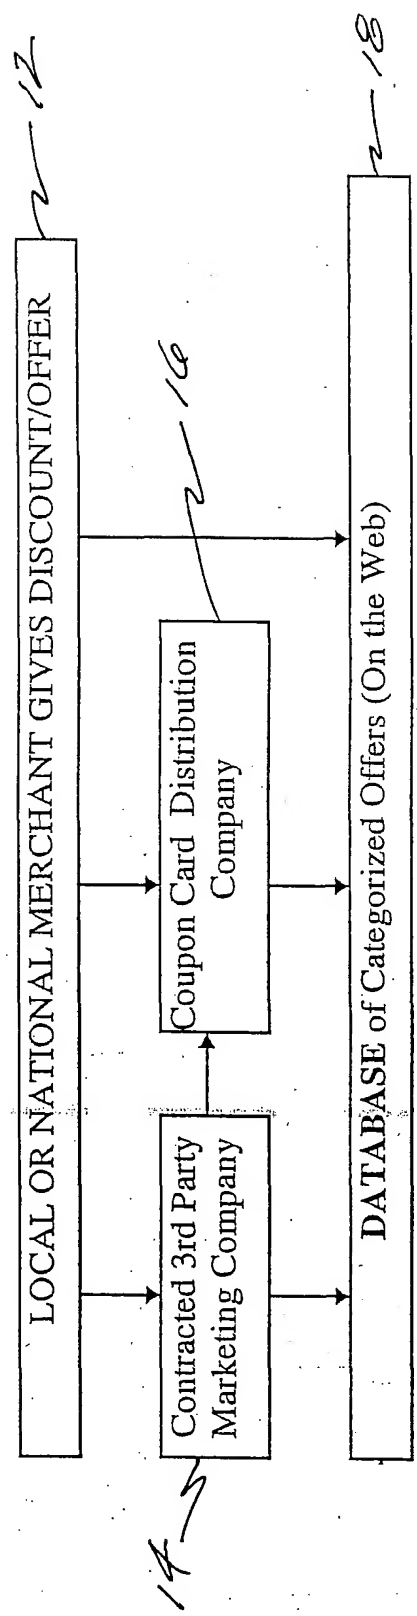 LOCAL OR NATIONAL MERCHANT GIVES DISCOUNT/OFFER
12
14
Contracted 3rd Party
Marketing Company
Coupon Card Distribution
Company
16
DATABASE of Categorized Offers (On the Web)
18